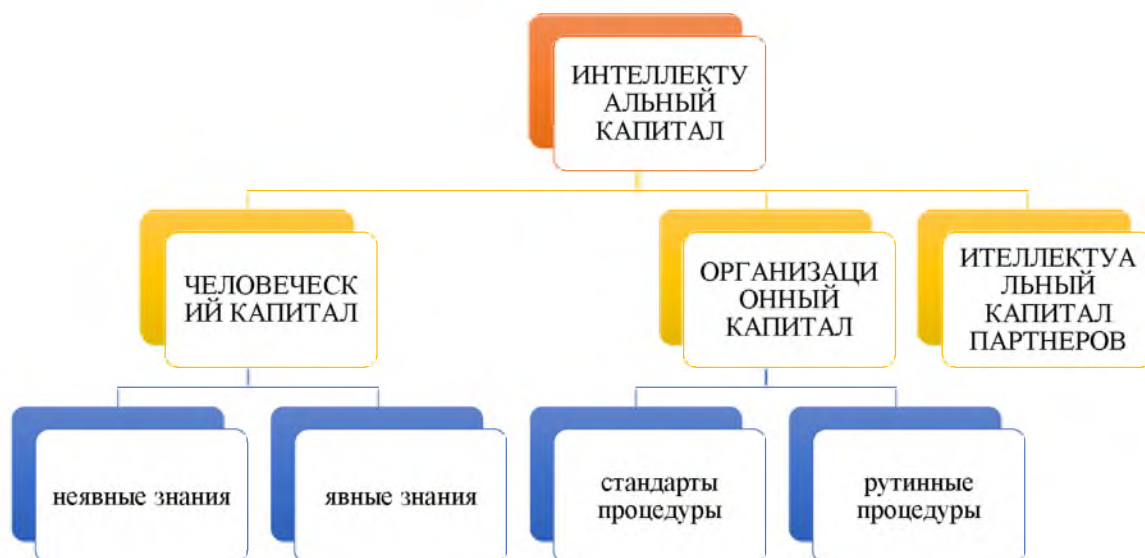 ИНТЕЛЛЕКТУ
АЛЬНЫЙ
КАПИТАЛ
ЧЕЛОВЕЧЕСК
ИЙ КАПИТАЛ
ОРГАНИЗАЦИ
ОННЫЙ
КАПИТАЛ
ИТЕЛЛЕКТУА
ЛЬНЫЙ
КАПИТАЛ
ПАРТНЕРОВ
неявные знания
явные знания
стандарты
процедуры
рутинные
процедуры